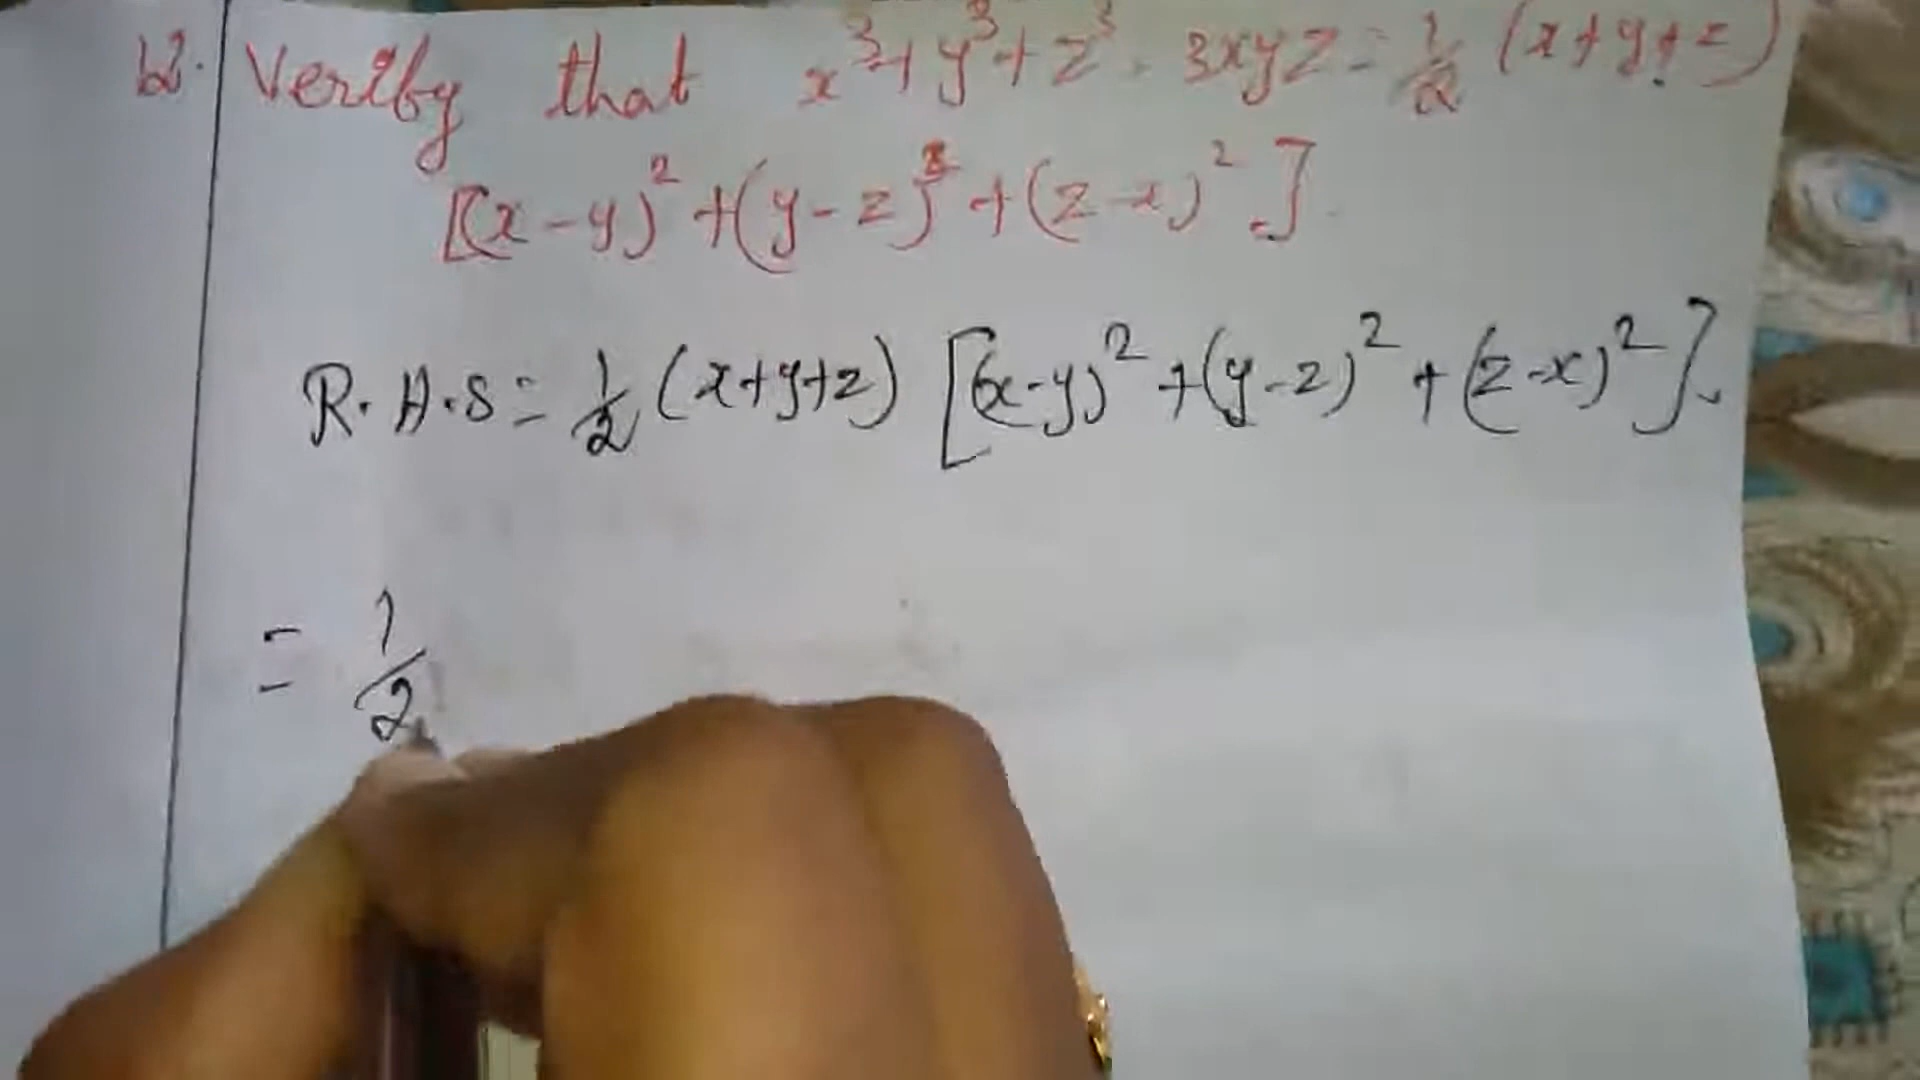 12. Verify that x³+y³+z³-3xyz=1/2 (x+y+z)
[(x-y)²+(y-z)²+(z-x)².]
R.H.S=1/2 (x+y+z) [(x-y)²+(y-z)²+(z-x)²].
= 1/2